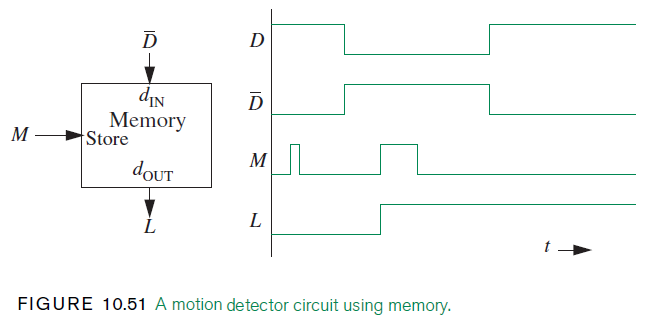 D̅
dIN
Memory
M
Store
dOUT
L
D
D̅
M
L
t
FIGURE 10.51 A motion detector circuit using memory.